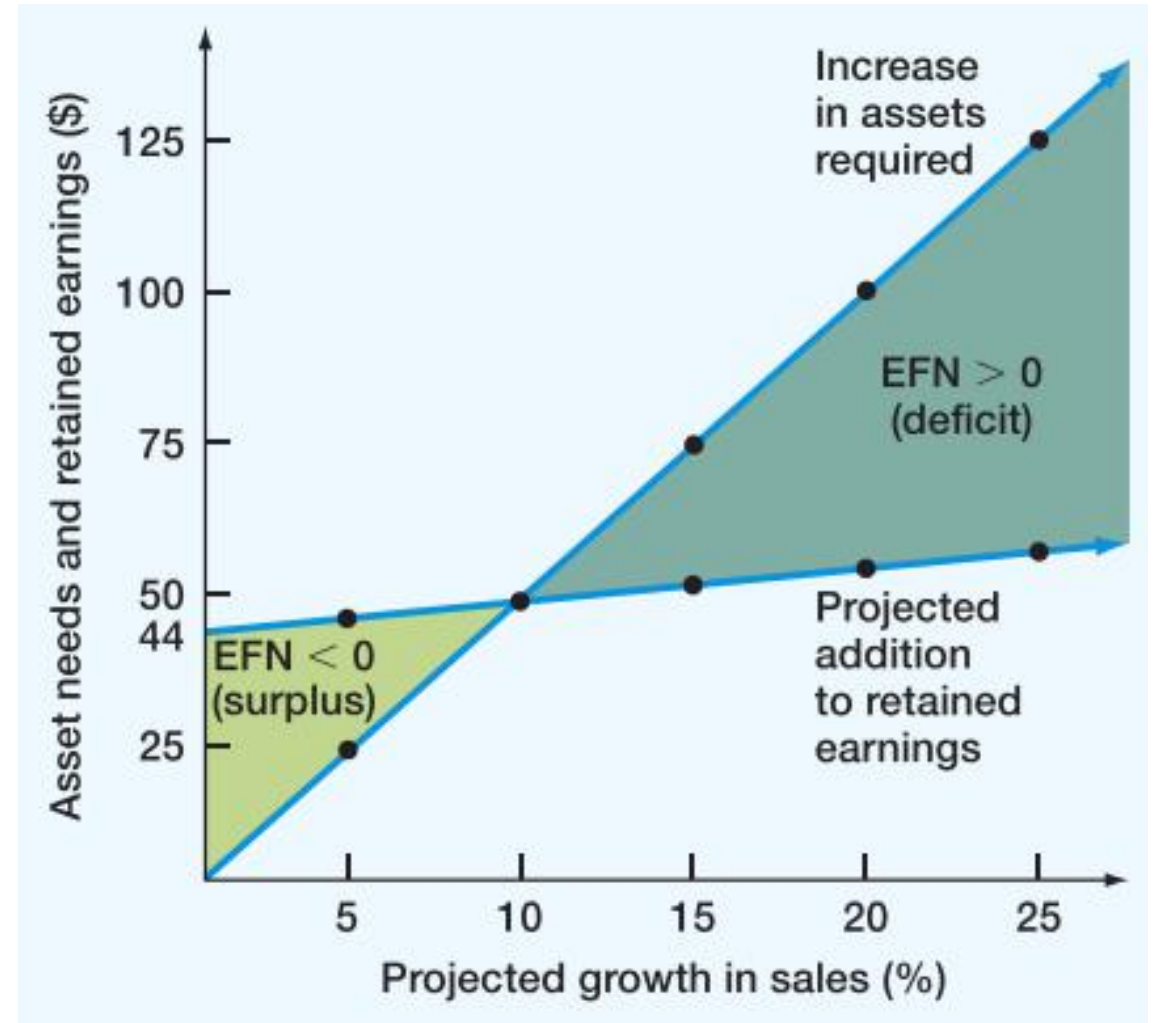 Asset needs and retained earnings ($)
125
100
75
50
44
25
Increase
in assets
required
EFN > 0
(deficit)
EFN < 0
(surplus)
Projected
addition
to retained
earnings
5 10 15 20 25
Projected growth in sales (%)